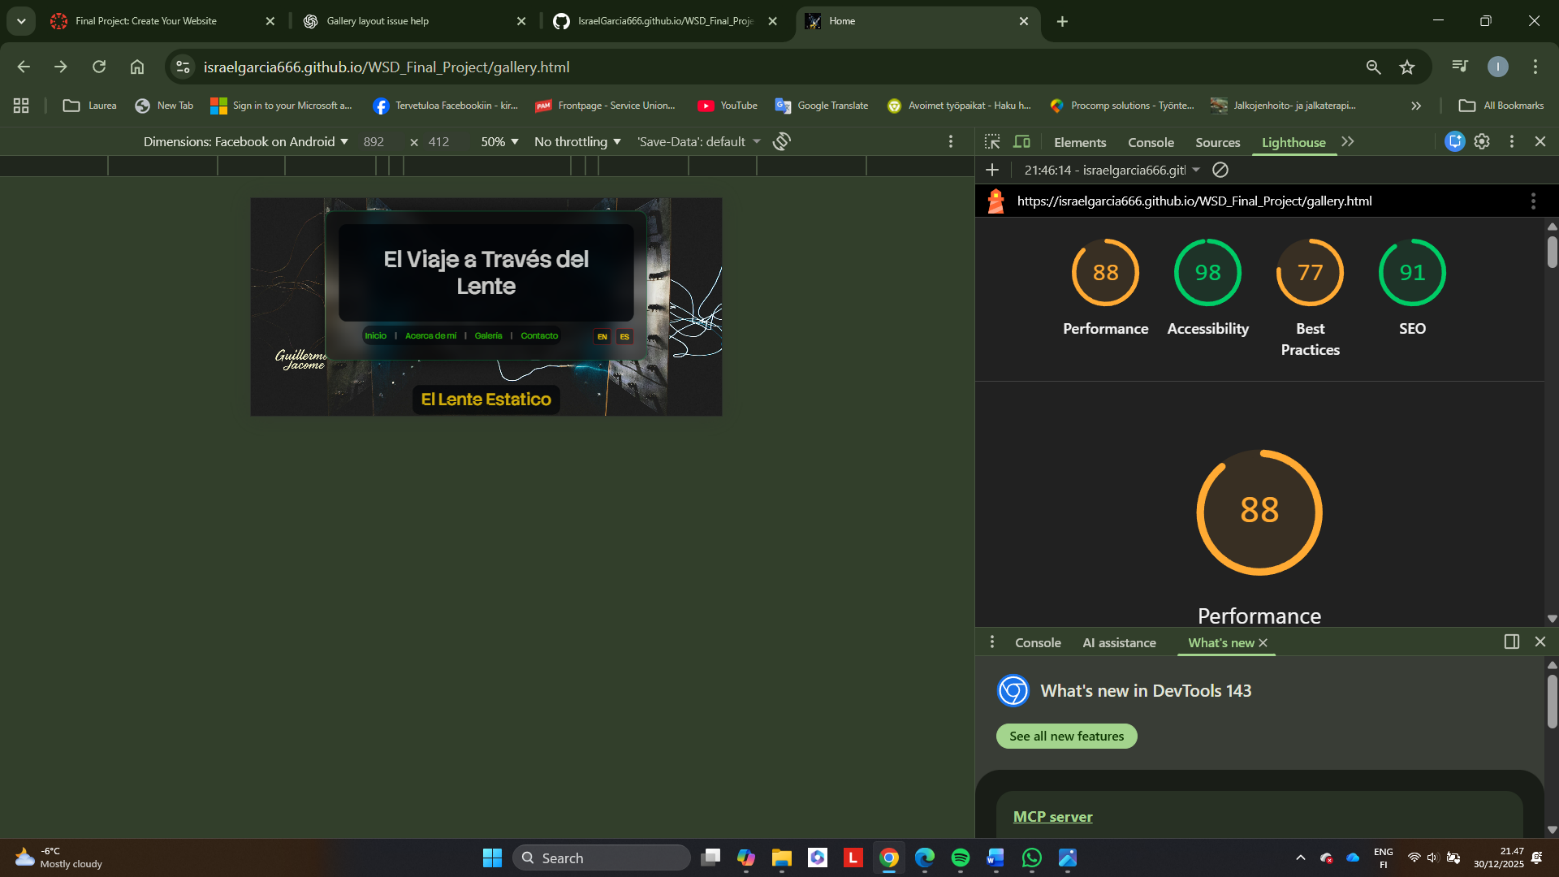 Final Project: Create Your Website
Gallery layout issue help
IsraelGarcia666.github.io/WSD_Final_Proje
Home
israelgarcia666.github.io/WSD_Final_Project/gallery.html
I
Laurea
New Tab
Sign in to your Microsoft a...
Tervetuloa Facebookiin - kir...
PAM
Frontpage - Service Union...
YouTube
Google Translate
Avoimet työpaikat - Haku h...
Procomp solutions - Työnte...
Jalkojenhoito- ja jalkaterapi...
All Bookmarks
Dimensions: Facebook on Android
892 × 412
50%
No throttling
'Save-Data': default
Elements
Console
Sources
Lighthouse
21:46:14 - israelgarcia666.git
https://israelgarcia666.github.io/WSD_Final_Project/gallery.html
El Viaje a Través del
Lente
Inicio | Acerca de mí | Galería | Contacto
EN
ES
Guillermo
Jacome
El Lente Estatico
88
98
77
91
Performance
Accessibility
Best
Practices
SEO
88
Performance
Console
AI assistance
What's new
What's new in DevTools 143
See all new features
MCP server
-6°C
Mostly cloudy
Search
L
ENG
FI
21.47
30/12/2025